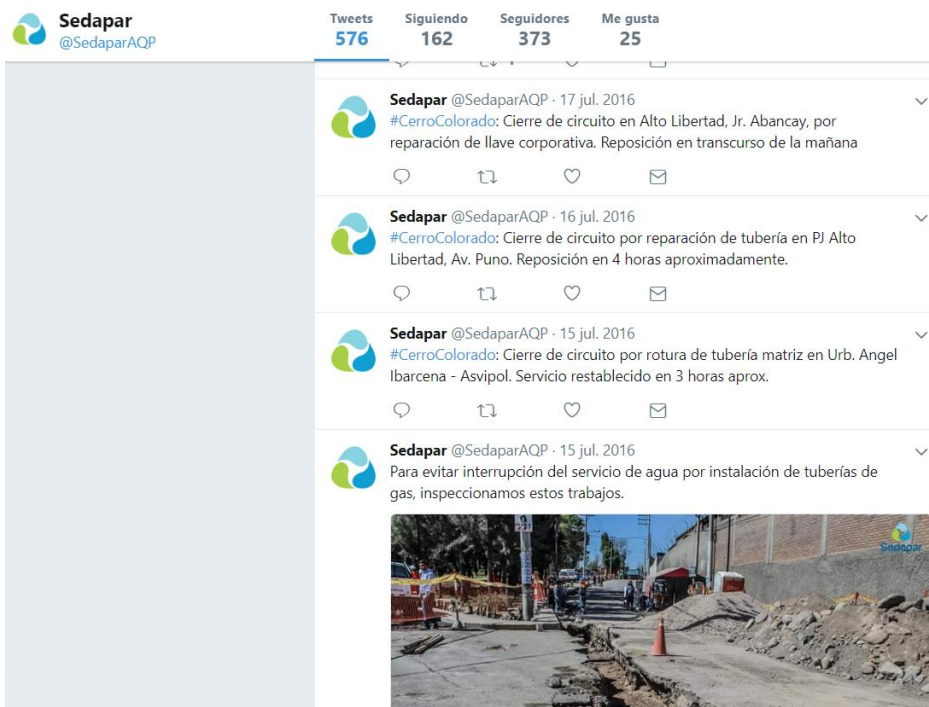 Sedapar
@SedaparAQP
Tweets Siguiendo Seguidores Me gusta
576 162 373 25
Sedapar @SedaparAQP · 17 jul. 2016
#CerroColorado: Cierre de circuito en Alto Libertad, Jr. Abancay, por
reparación de llave corporativa. Reposición en transcurso de la mañana
Sedapar @SedaparAQP · 16 jul. 2016
#CerroColorado: Cierre de circuito por reparación de tubería en PJ Alto
Libertad, Av. Puno. Reposición en 4 horas aproximadamente.
Sedapar @SedaparAQP · 15 jul. 2016
#CerroColorado: Cierre de circuito por rotura de tubería matriz en Urb. Angel
Ibarcena - Asvipol. Servicio restablecido en 3 horas aprox.
Sedapar @SedaparAQP · 15 jul. 2016
Para evitar interrupción del servicio de agua por instalación de tuberías de
gas, inspeccionamos estos trabajos.
Sedapar